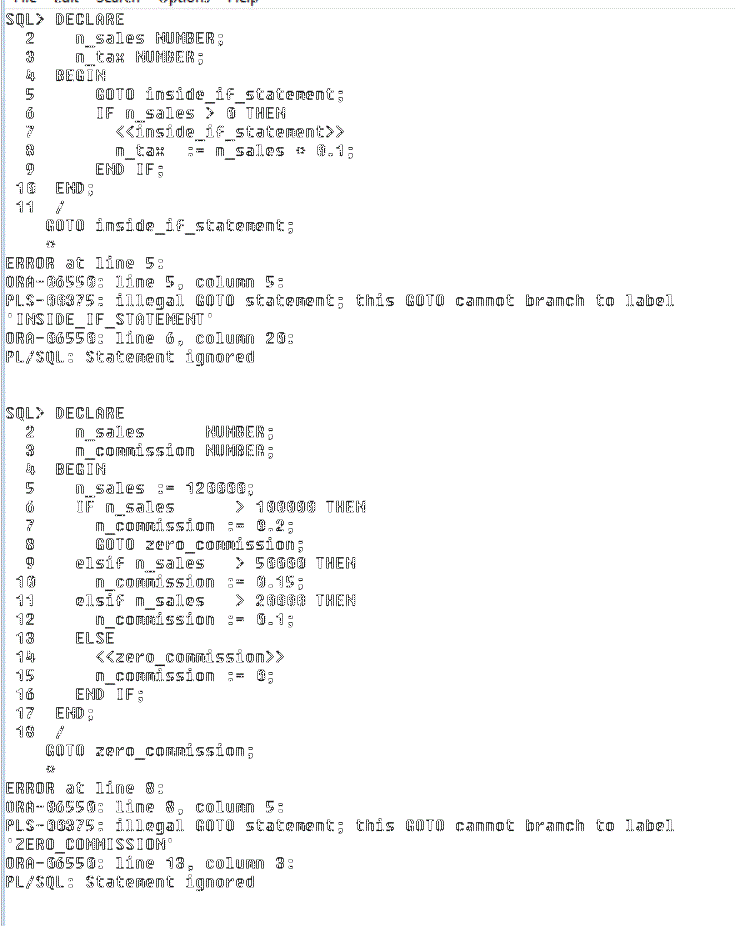 SQL> DECLARE
  2    n_sales NUMBER;
  3    n_tax NUMBER;
  4  BEGIN
  5      GOTO inside_if_statement;
  6      IF n_sales > 0 THEN
  7        <<inside_if_statement>>
  8        n_tax  := n_sales * 0.1;
  9      END IF;
 10  END;
 11  /
    GOTO inside_if_statement;
    *
ERROR at line 5:
ORA-06550: line 5, column 5:
PLS-00375: illegal GOTO statement; this GOTO cannot branch to label
'INSIDE_IF_STATEMENT'
ORA-06550: line 6, column 20:
PL/SQL: Statement ignored
SQL> DECLARE
  2    n_sales      NUMBER;
  3    n_commission NUMBER;
  4  BEGIN
  5    n_sales := 120000;
  6    IF n_sales      > 100000 THEN
  7      n_commission := 0.2;
  8      GOTO zero_commission;
  9    elsif n_sales   > 50000 THEN
 10      n_commission := 0.15;
 11    elsif n_sales   > 20000 THEN
 12      n_commission := 0.1;
 13    ELSE
 14      <<zero_commission>>
 15      n_commission := 0;
 16    END IF;
 17  END;
 18  /
    GOTO zero_commission;
    *
ERROR at line 8:
ORA-06550: line 8, column 5:
PLS-00375: illegal GOTO statement; this GOTO cannot branch to label
'ZERO_COMMISSION'
ORA-06550: line 13, column 3:
PL/SQL: Statement ignored